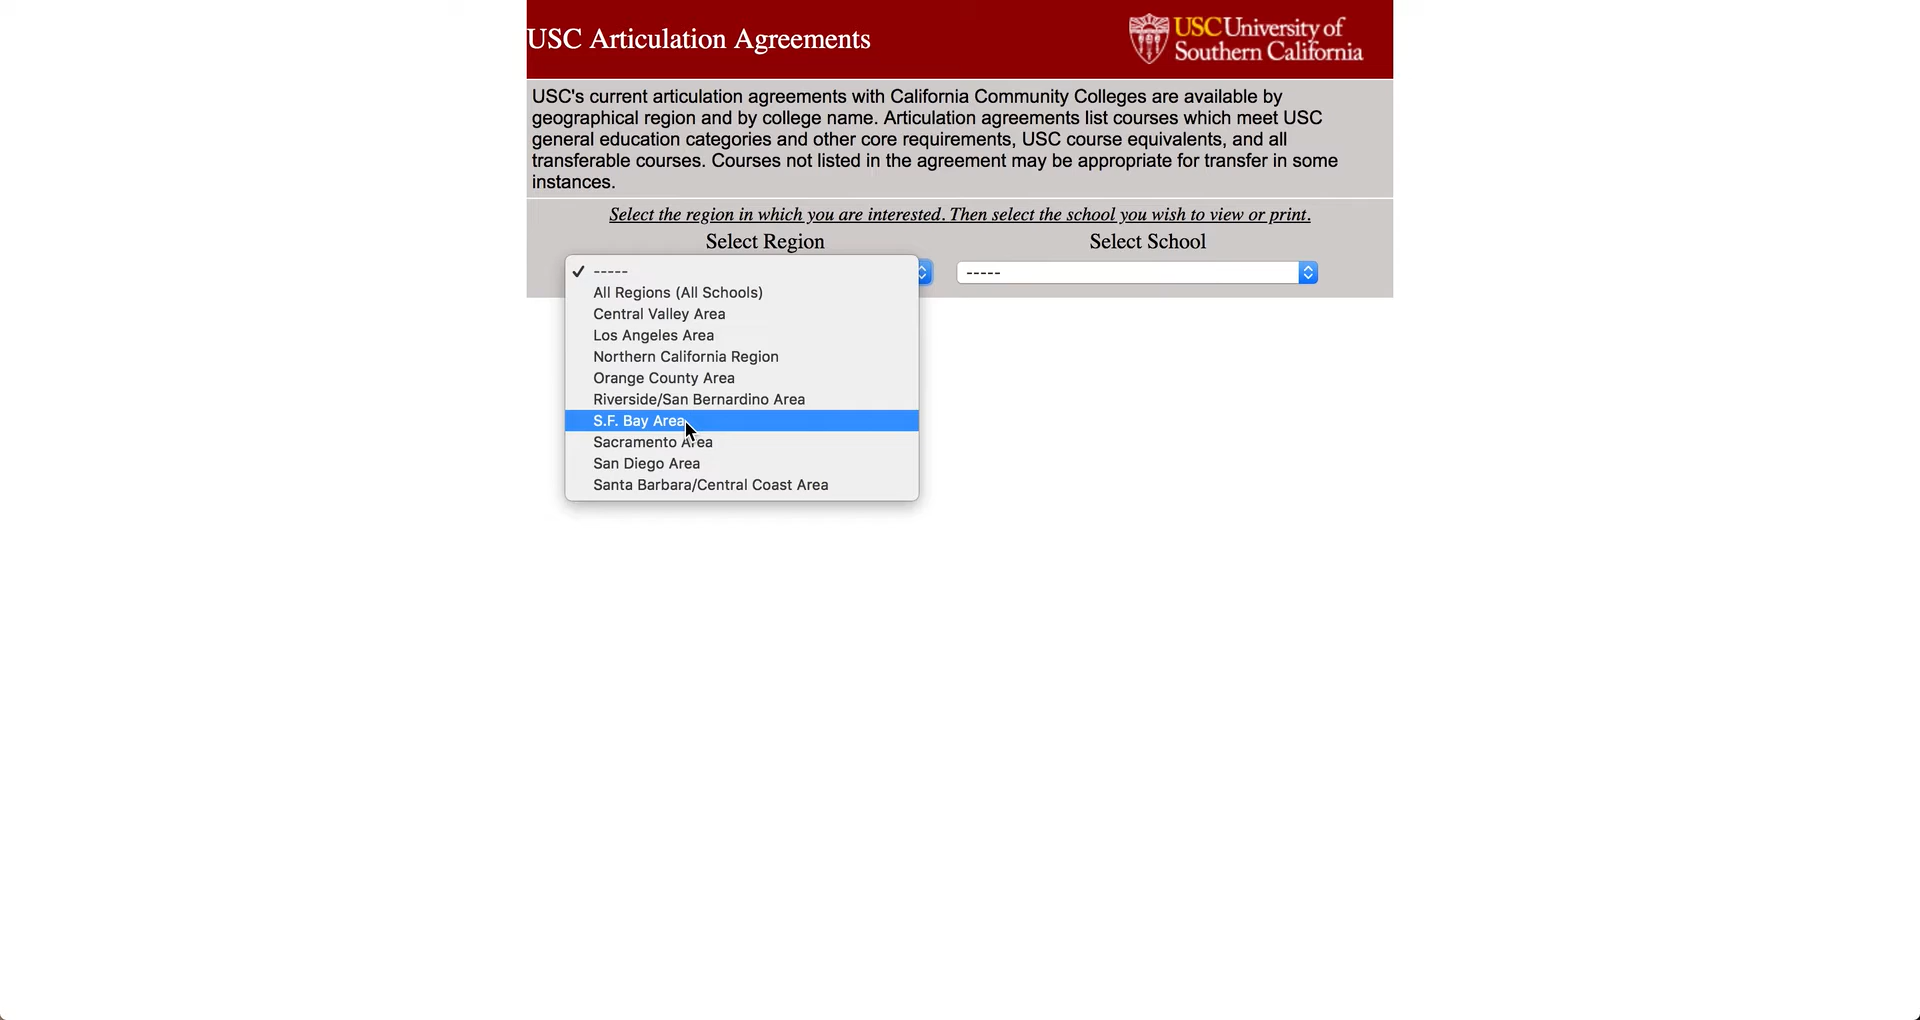 USC Articulation Agreements
USC University of
Southern California
USC's current articulation agreements with California Community Colleges are available by
geographical region and by college name. Articulation agreements list courses which meet USC
general education categories and other core requirements, USC course equivalents, and all
transferable courses. Courses not listed in the agreement may be appropriate for transfer in some
instances.
Select the region in which you are interested. Then select the school you wish to view or print.
Select Region
Select School
-----
-----
All Regions (All Schools)
Central Valley Area
Los Angeles Area
Northern California Region
Orange County Area
Riverside/San Bernardino Area
S.F. Bay Area
Sacramento Area
San Diego Area
Santa Barbara/Central Coast Area